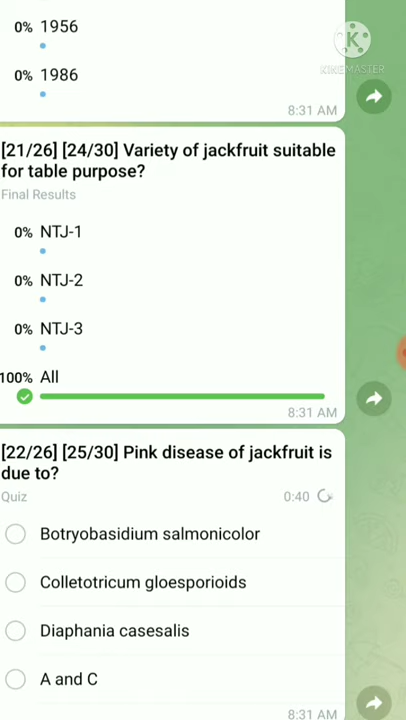 0% 1956
0% 1986
K
KINEMASTER
8:31 AM
[21/26] [24/30] Variety of jackfruit suitable
for table purpose?
Final Results
0% NTJ-1
0% NTJ-2
0% NTJ-3
100% All
8:31 AM
[22/26] [25/30] Pink disease of jackfruit is
due to?
Quiz 0:40
Botryobasidium salmonicolor
Colletotricum gloesporioids
Diaphania casesalis
A and C
8:31 AM